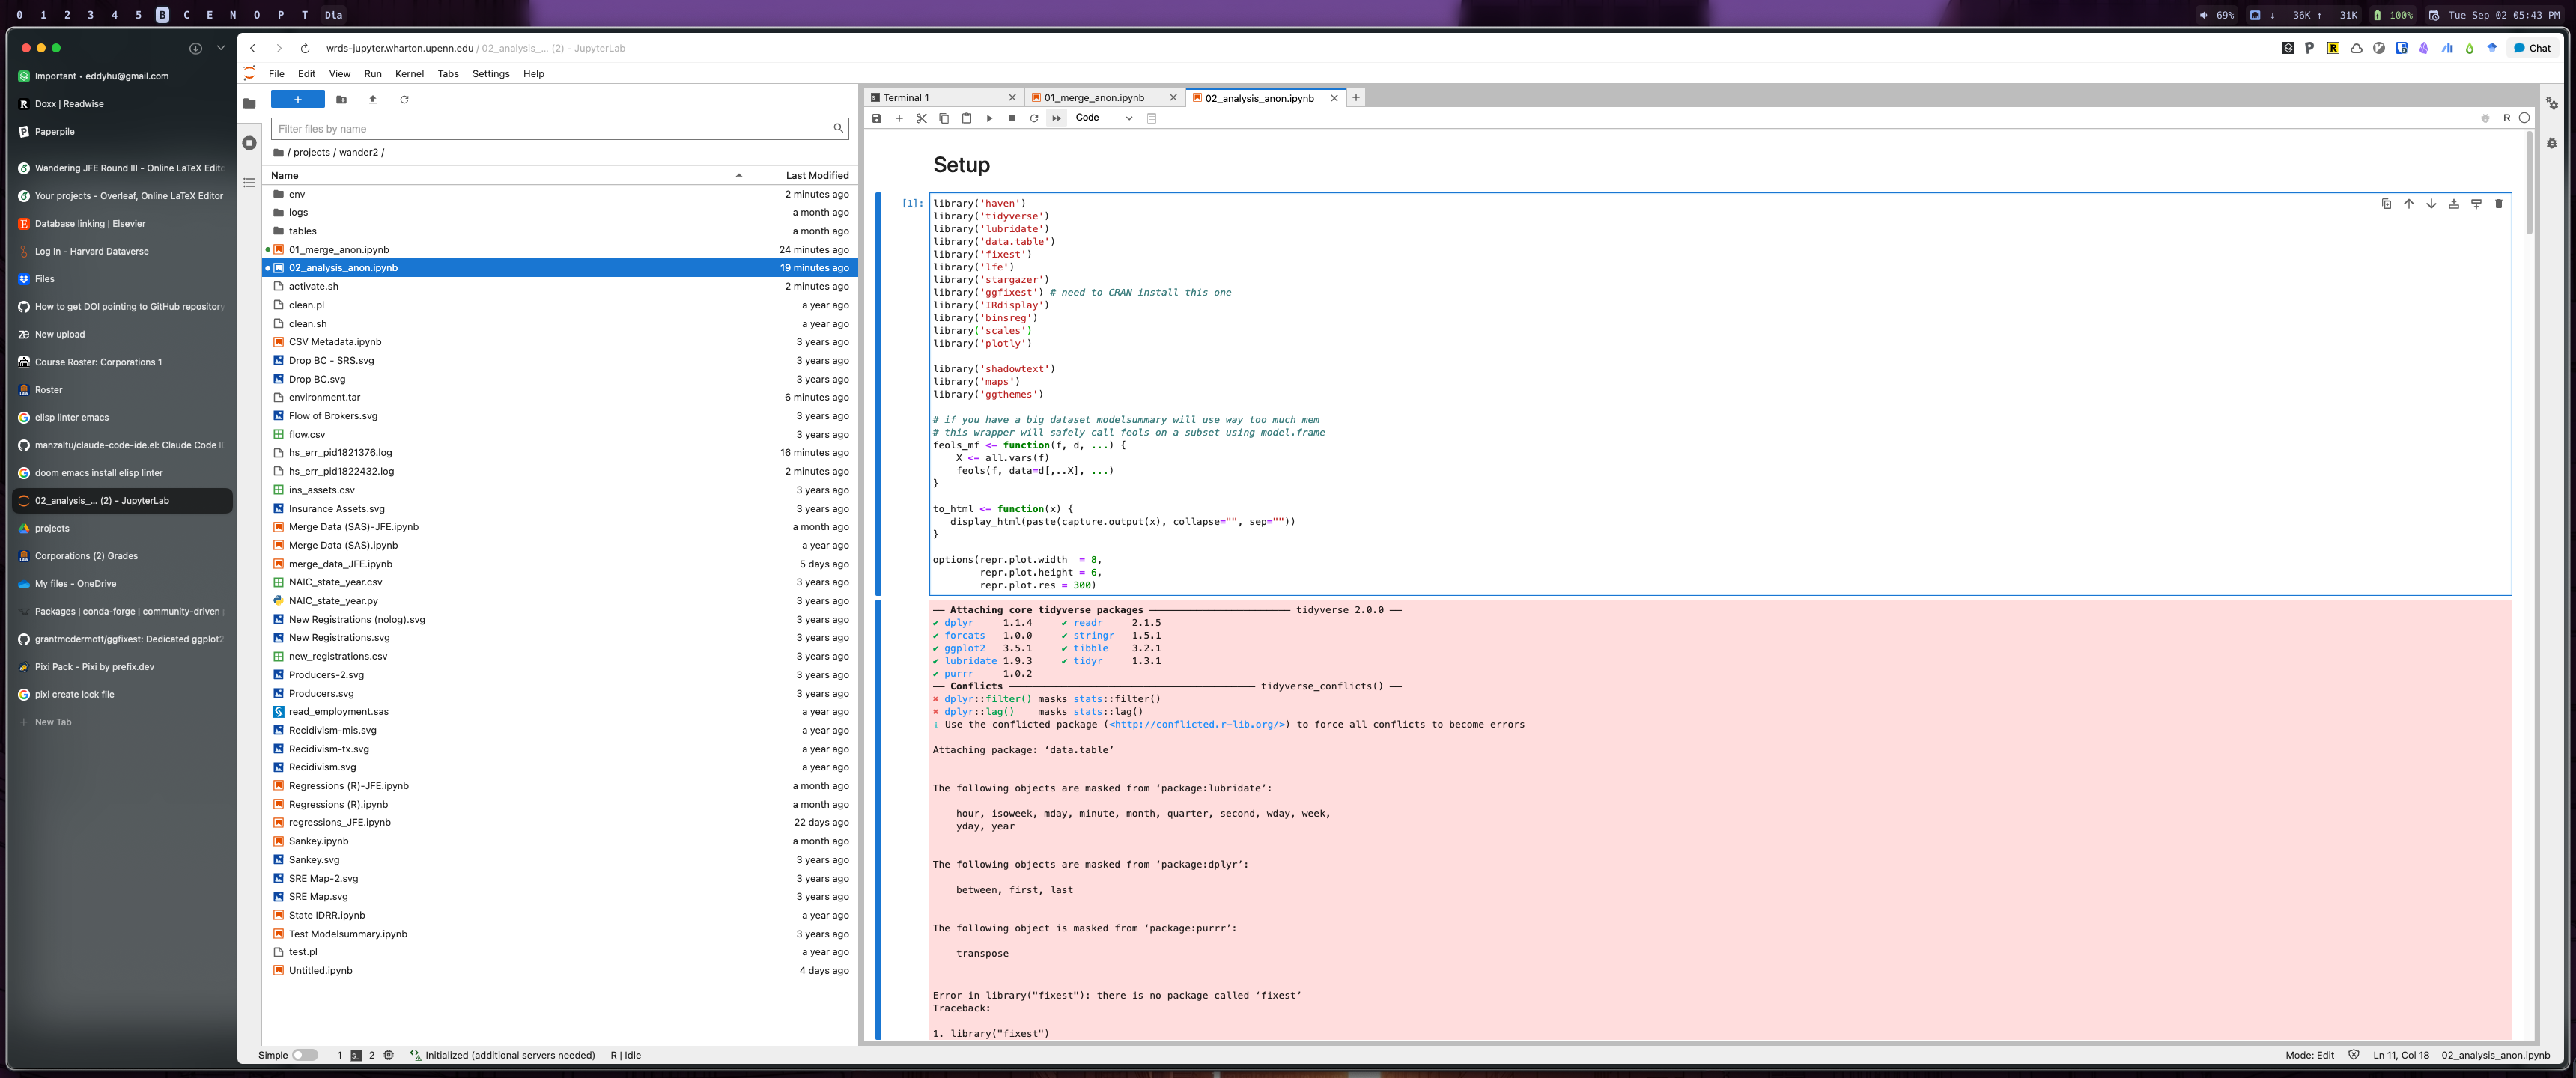 0 1 2 3 4 5 B C E N O P T Dia
69% ↓ 36K ↑ 31K 100% Tue Sep 02 05:43 PM
Important • eddyhu@gmail.com
Doxx | Readwise
Paperpile
Wandering JFE Round III - Online LaTeX Edito
Your projects - Overleaf, Online LaTeX Editor
Database linking | Elsevier
Log In - Harvard Dataverse
Files
How to get DOI pointing to GitHub repository
New upload
Course Roster: Corporations 1
Roster
elisp linter emacs
manzaltu/claude-code-ide.el: Claude Code ID
doom emacs install elisp linter
02_analysis_... (2) - JupyterLab
projects
Corporations (2) Grades
My files - OneDrive
Packages | conda-forge | community-driven
grantmcdermott/ggfixest: Dedicated ggplot2
Pixi Pack - Pixi by prefix.dev
pixi create lock file
+ New Tab
wrds-jupyter.wharton.upenn.edu / 02_analysis_... (2) - JupyterLab
Chat
File Edit View Run Kernel Tabs Settings Help
Filter files by name
/ projects / wander2 /
Name Last Modified
env 2 minutes ago
logs a month ago
tables a month ago
01_merge_anon.ipynb 24 minutes ago
02_analysis_anon.ipynb 19 minutes ago
activate.sh 2 minutes ago
clean.pl a year ago
clean.sh a year ago
CSV Metadata.ipynb 3 years ago
Drop BC - SRS.svg 3 years ago
Drop BC.svg 3 years ago
environment.tar 6 minutes ago
Flow of Brokers.svg 3 years ago
flow.csv 3 years ago
hs_err_pid1821376.log 16 minutes ago
hs_err_pid1822432.log 2 minutes ago
ins_assets.csv 3 years ago
Insurance Assets.svg 3 years ago
Merge Data (SAS)-JFE.ipynb a month ago
Merge Data (SAS).ipynb a year ago
merge_data_JFE.ipynb 5 days ago
NAIC_state_year.csv 3 years ago
NAIC_state_year.py 3 years ago
New Registrations (nolog).svg 3 years ago
New Registrations.svg 3 years ago
new_registrations.csv 3 years ago
Producers-2.svg 3 years ago
Producers.svg 3 years ago
read_employment.sas a year ago
Recidivism-mis.svg a year ago
Recidivism-tx.svg a year ago
Recidivism.svg a year ago
Regressions (R)-JFE.ipynb a month ago
Regressions (R).ipynb a month ago
regressions_JFE.ipynb 22 days ago
Sankey.ipynb a month ago
Sankey.svg 3 years ago
SRE Map-2.svg 3 years ago
SRE Map.svg 3 years ago
State IDRR.ipynb a year ago
Test Modelsummary.ipynb 3 years ago
test.pl a year ago
Untitled.ipynb 4 days ago
Terminal 1 01_merge_anon.ipynb 02_analysis_anon.ipynb
Code
R
Setup
[1]:
library('haven')
library('tidyverse')
library('lubridate')
library('data.table')
library('fixest')
library('lfe')
library('stargazer')
library('ggfixest') # need to CRAN install this one
library('IRdisplay')
library('binsreg')
library('scales')
library('plotly')
library('shadowtext')
library('maps')
library('ggthemes')
# if you have a big dataset modelsummary will use way too much mem
# this wrapper will safely call feols on a subset using model.frame
feols_mf <- function(f, d, ...) {
    X <- all.vars(f)
    feols(f, data=d[,..X], ...)
}
to_html <- function(x) {
   display_html(paste(capture.output(x), collapse="", sep=""))
}
options(repr.plot.width  = 8,
        repr.plot.height = 6,
        repr.plot.res = 300)
── Attaching core tidyverse packages ──────────────────────── tidyverse 2.0.0 ──
✔ dplyr     1.1.4     ✔ readr     2.1.5
✔ forcats   1.0.0     ✔ stringr   1.5.1
✔ ggplot2   3.5.1     ✔ tibble    3.2.1
✔ lubridate 1.9.3     ✔ tidyr     1.3.1
✔ purrr     1.0.2
── Conflicts ────────────────────────────────────────── tidyverse_conflicts() ──
✖ dplyr::filter() masks stats::filter()
✖ dplyr::lag()    masks stats::lag()
ℹ Use the conflicted package (<http://conflicted.r-lib.org/>) to force all conflicts to become errors
Attaching package: ‘data.table’
The following objects are masked from ‘package:lubridate’:
    hour, isoweek, mday, minute, month, quarter, second, wday, week,
    yday, year
The following objects are masked from ‘package:dplyr’:
    between, first, last
The following object is masked from ‘package:purrr’:
    transpose
Error in library("fixest"): there is no package called ‘fixest’
Traceback:
1. library("fixest")
Simple 1 2 Initialized (additional servers needed) R | Idle
Mode: Edit Ln 11, Col 18 02_analysis_anon.ipynb